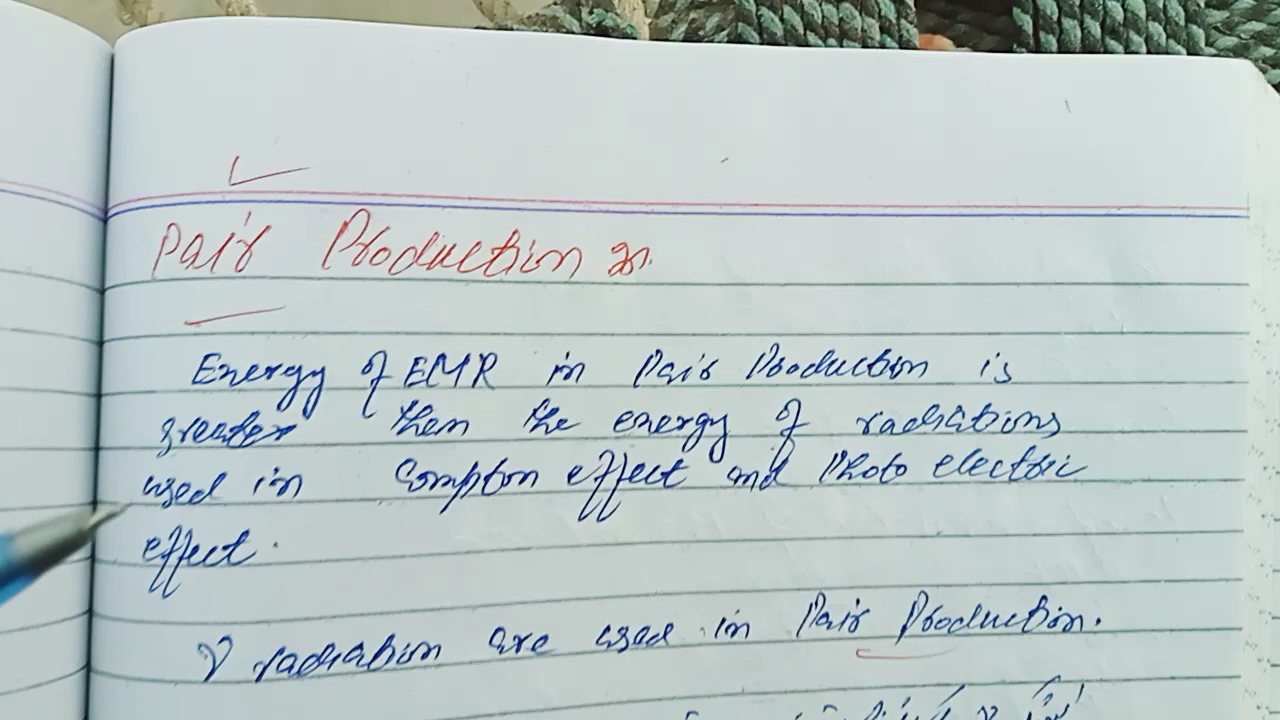 Pair Production
Energy of EMR in Pair Production is
greater then the energy of radiations
used in Compton effect and Photo electric
effect.
γ radiation are used in Pair Production.